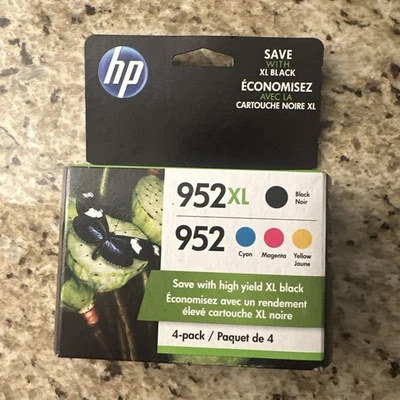 hp
SAVE
WITH
XL BLACK
ÉCONOMISEZ
AVEC LA
CARTOUCHE NOIRE XL
952XL
Black
Noir
952
Cyan
Magenta
Yellow
Jaune
Save with high yield XL black
Économisez avec un rendement
élevé cartouche XL noire
4-pack / Paquet de 4